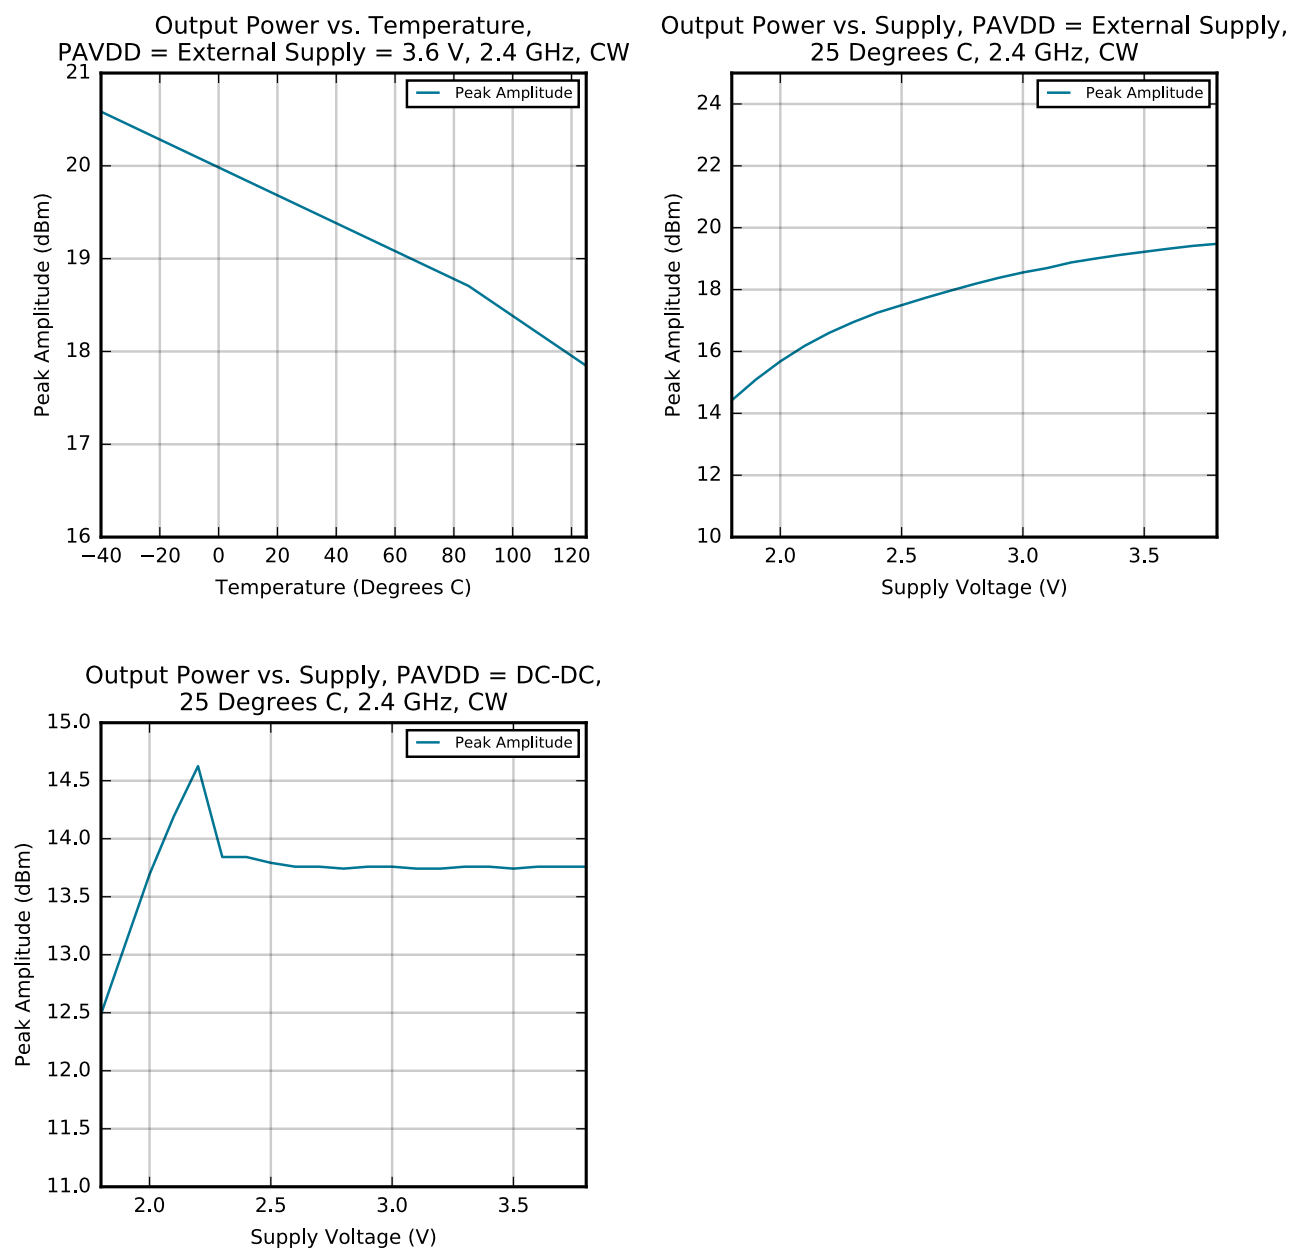 Output Power vs. Temperature,
PAVDD = External Supply = 3.6 V, 2.4 GHz, CW
Peak Amplitude
21
20
19
18
17
16
Peak Amplitude (dBm)
−40 −20 0 20 40 60 80 100 120
Temperature (Degrees C)
Output Power vs. Supply, PAVDD = External Supply,
25 Degrees C, 2.4 GHz, CW
Peak Amplitude
24
22
20
18
16
14
12
10
Peak Amplitude (dBm)
2.0 2.5 3.0 3.5
Supply Voltage (V)
Output Power vs. Supply, PAVDD = DC-DC,
25 Degrees C, 2.4 GHz, CW
Peak Amplitude
15.0
14.5
14.0
13.5
13.0
12.5
12.0
11.5
11.0
Peak Amplitude (dBm)
2.0 2.5 3.0 3.5
Supply Voltage (V)